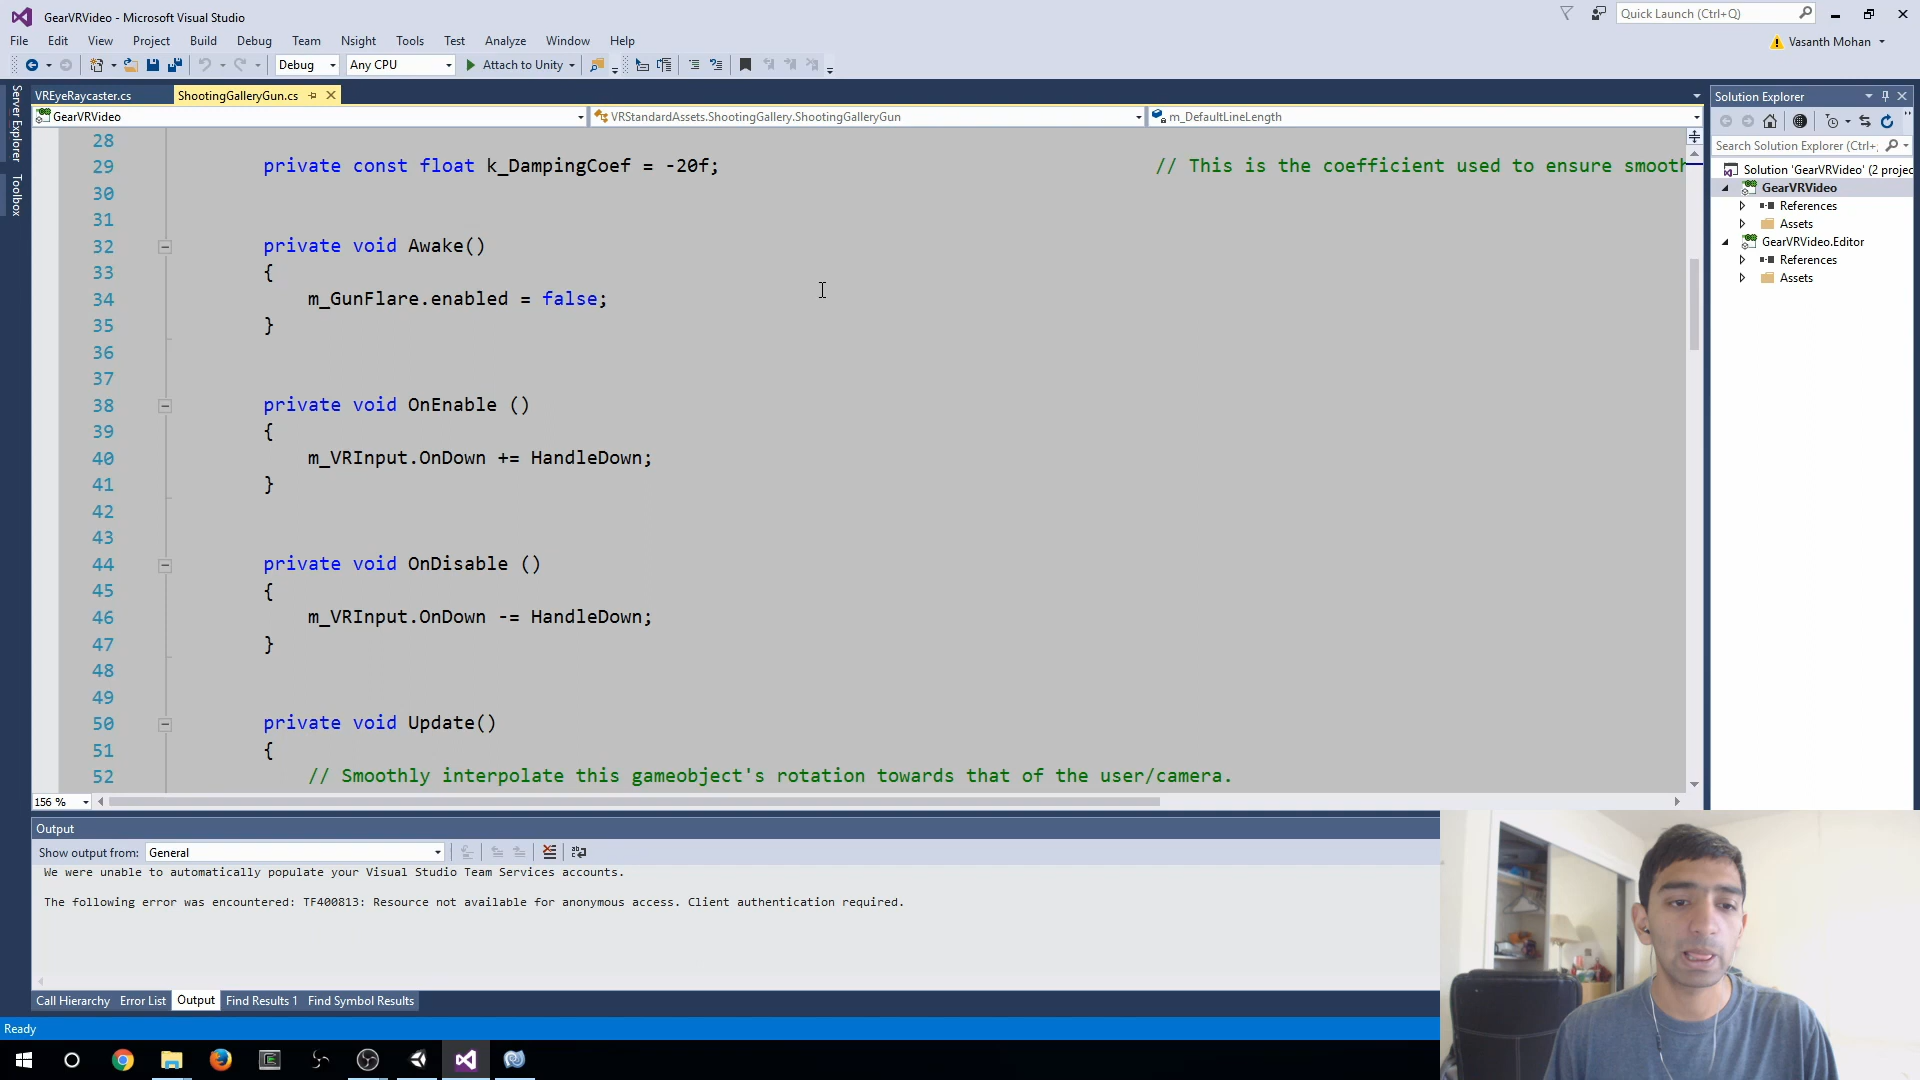 GearVRVideo - Microsoft Visual Studio
Quick Launch (Ctrl+Q)
File Edit View Project Build Debug Team Nsight Tools Test Analyze Window Help
Vasanth Mohan
Debug Any CPU Attach to Unity
Server Explorer
Toolbox
VREyeRaycaster.cs ShootingGalleryGun.cs
GearVRVideo VRStandardAssets.ShootingGallery.ShootingGalleryGun m_DefaultLineLength
28
29 private const float k_DampingCoef = -20f; // This is the coefficient used to ensure smooth
30
31
32 private void Awake()
33 {
34 m_GunFlare.enabled = false;
35 }
36
37
38 private void OnEnable ()
39 {
40 m_VRInput.OnDown += HandleDown;
41 }
42
43
44 private void OnDisable ()
45 {
46 m_VRInput.OnDown -= HandleDown;
47 }
48
49
50 private void Update()
51 {
52 // Smoothly interpolate this gameobject's rotation towards that of the user/camera.
156 %
Solution Explorer
Search Solution Explorer (Ctrl+;
Solution 'GearVRVideo' (2 projec
GearVRVideo
References
Assets
GearVRVideo.Editor
References
Assets
Output
Show output from: General
We were unable to automatically populate your Visual Studio Team Services accounts.
The following error was encountered: TF400813: Resource not available for anonymous access. Client authentication required.
Call Hierarchy Error List Output Find Results 1 Find Symbol Results
Ready